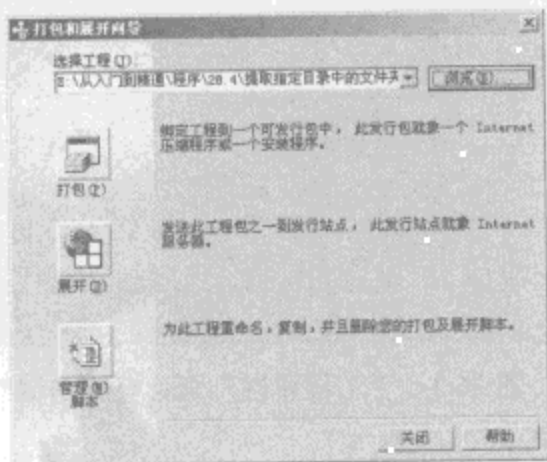 打包和展开向导
选择工程(T):
E:\从入门到精通\程序\20.4\提取指定目录中的文件夹
浏览(B)...
绑定工程到一个可发行包中，此发行包就象一个 Internet
压缩程序或一个安装程序。
打包(P)
发送此工程包之一到发行站点，此发行站点就象 Internet
服务器。
展开(D)
为此工程重命名，复制，并且删除您的打包及展开脚本。
管理(M)
脚本
关闭
帮助